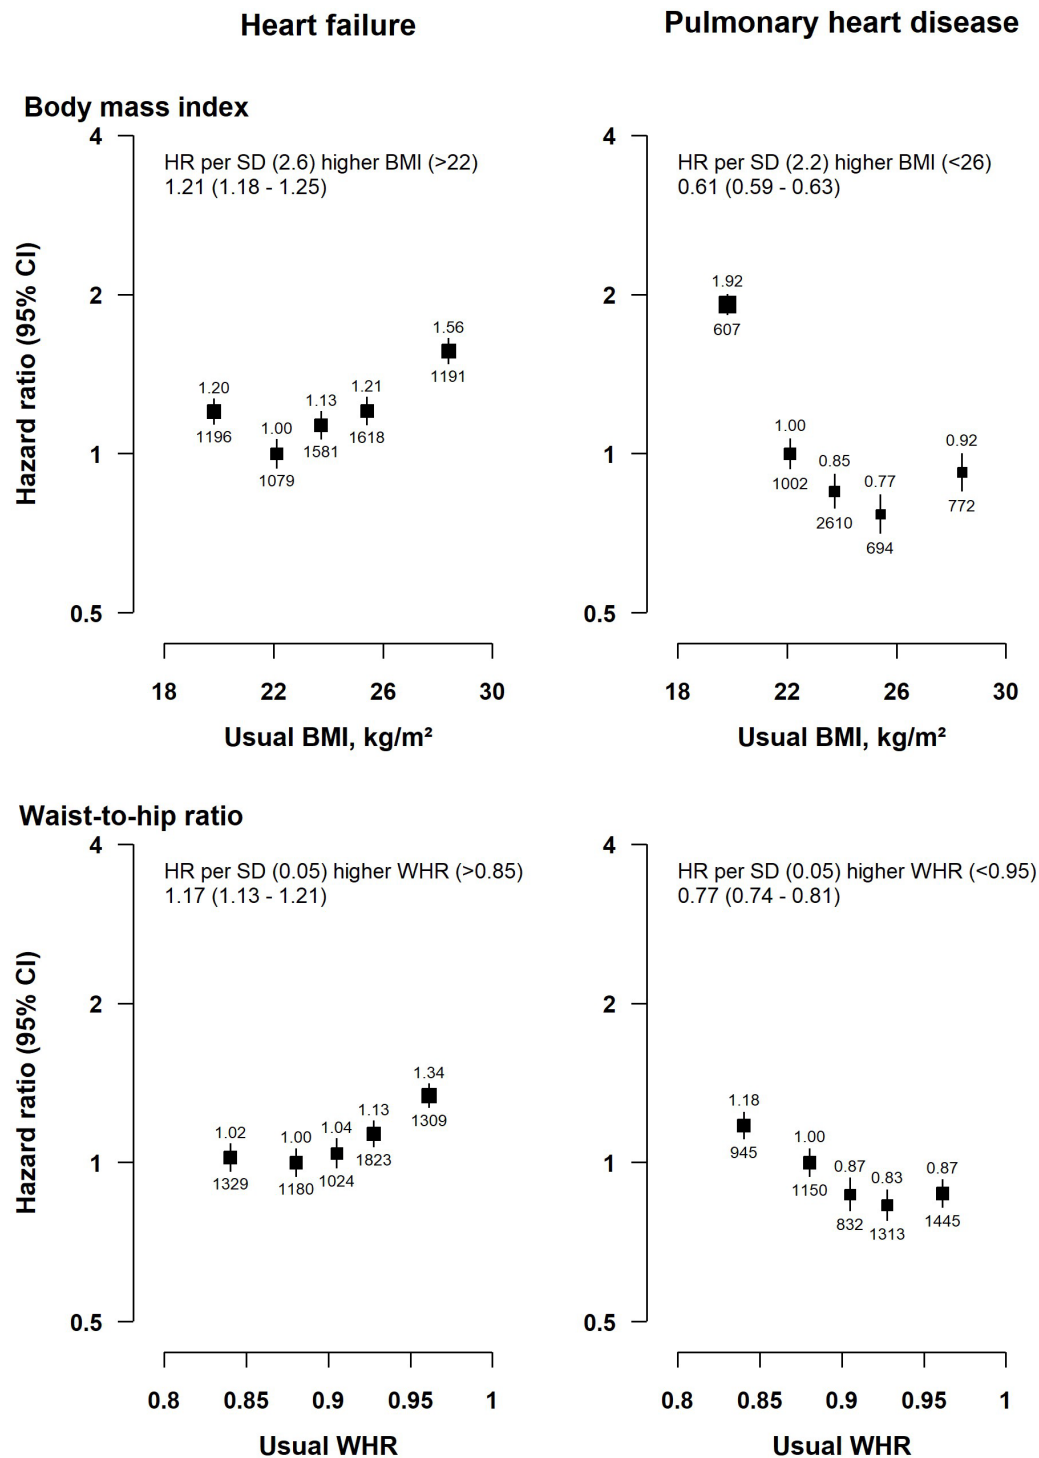 Heart failure
Pulmonary heart disease
Body mass index
HR per SD (2.6) higher BMI (>22)
1.21 (1.18 - 1.25)
Hazard ratio (95% CI)
4
2
1
0.5
1.20
1196
1.00
1079
1.13
1581
1.21
1618
1.56
1191
18 22 26 30
Usual BMI, kg/m²
HR per SD (2.2) higher BMI (<26)
0.61 (0.59 - 0.63)
4
2
1
0.5
1.92
607
1.00
1002
0.85
2610
0.77
694
0.92
772
18 22 26 30
Usual BMI, kg/m²
Waist-to-hip ratio
HR per SD (0.05) higher WHR (>0.85)
1.17 (1.13 - 1.21)
Hazard ratio (95% CI)
4
2
1
0.5
1.02
1329
1.00
1180
1.04
1024
1.13
1823
1.34
1309
0.8 0.85 0.9 0.95 1
Usual WHR
HR per SD (0.05) higher WHR (<0.95)
0.77 (0.74 - 0.81)
4
2
1
0.5
1.18
945
1.00
1150
0.87
832
0.83
1313
0.87
1445
0.8 0.85 0.9 0.95 1
Usual WHR